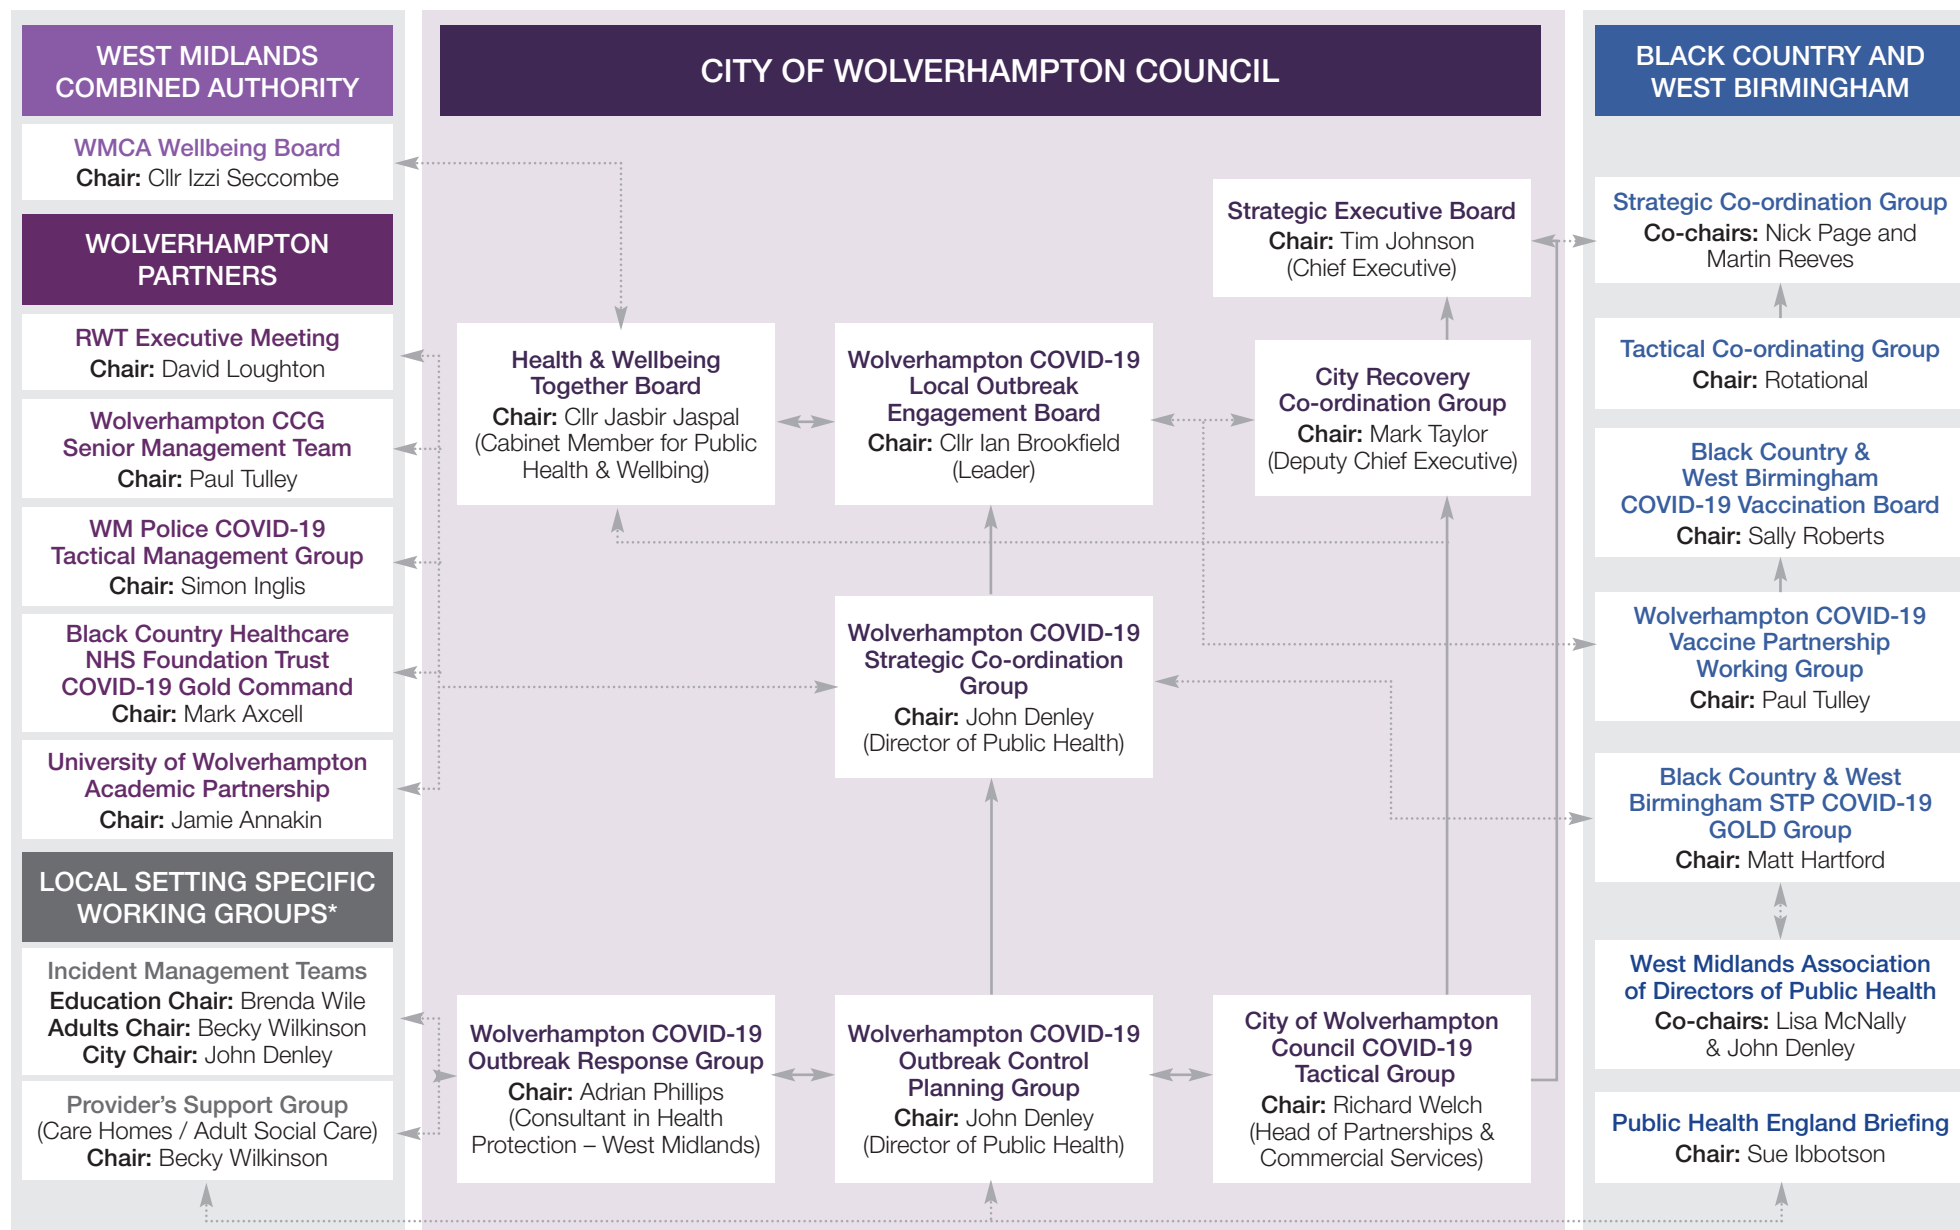 WEST MIDLANDS
COMBINED AUTHORITY
WMCA Wellbeing Board
Chair: Cllr Izzi Seccombe
WOLVERHAMPTON
PARTNERS
RWT Executive Meeting
Chair: David Loughton
Wolverhampton CCG
Senior Management Team
Chair: Paul Tulley
WM Police COVID-19
Tactical Management Group
Chair: Simon Inglis
Black Country Healthcare
NHS Foundation Trust
COVID-19 Gold Command
Chair: Mark Axcell
University of Wolverhampton
Academic Partnership
Chair: Jamie Annakin
LOCAL SETTING SPECIFIC
WORKING GROUPS*
Incident Management Teams
Education Chair: Brenda Wile
Adults Chair: Becky Wilkinson
City Chair: John Denley
Provider's Support Group
(Care Homes / Adult Social Care)
Chair: Becky Wilkinson
CITY OF WOLVERHAMPTON COUNCIL
Strategic Executive Board
Chair: Tim Johnson
(Chief Executive)
Health & Wellbeing
Together Board
Chair: Cllr Jasbir Jaspal
(Cabinet Member for Public
Health & Wellbing)
Wolverhampton COVID-19
Local Outbreak
Engagement Board
Chair: Cllr Ian Brookfield
(Leader)
City Recovery
Co-ordination Group
Chair: Mark Taylor
(Deputy Chief Executive)
Wolverhampton COVID-19
Strategic Co-ordination
Group
Chair: John Denley
(Director of Public Health)
Wolverhampton COVID-19
Outbreak Response Group
Chair: Adrian Phillips
(Consultant in Health
Protection – West Midlands)
Wolverhampton COVID-19
Outbreak Control
Planning Group
Chair: John Denley
(Director of Public Health)
City of Wolverhampton
Council COVID-19
Tactical Group
Chair: Richard Welch
(Head of Partnerships &
Commercial Services)
BLACK COUNTRY AND
WEST BIRMINGHAM
Strategic Co-ordination Group
Co-chairs: Nick Page and
Martin Reeves
Tactical Co-ordinating Group
Chair: Rotational
Black Country &
West Birmingham
COVID-19 Vaccination Board
Chair: Sally Roberts
Wolverhampton COVID-19
Vaccine Partnership
Working Group
Chair: Paul Tulley
Black Country & West
Birmingham STP COVID-19
GOLD Group
Chair: Matt Hartford
West Midlands Association
of Directors of Public Health
Co-chairs: Lisa McNally
& John Denley
Public Health England Briefing
Chair: Sue Ibbotson